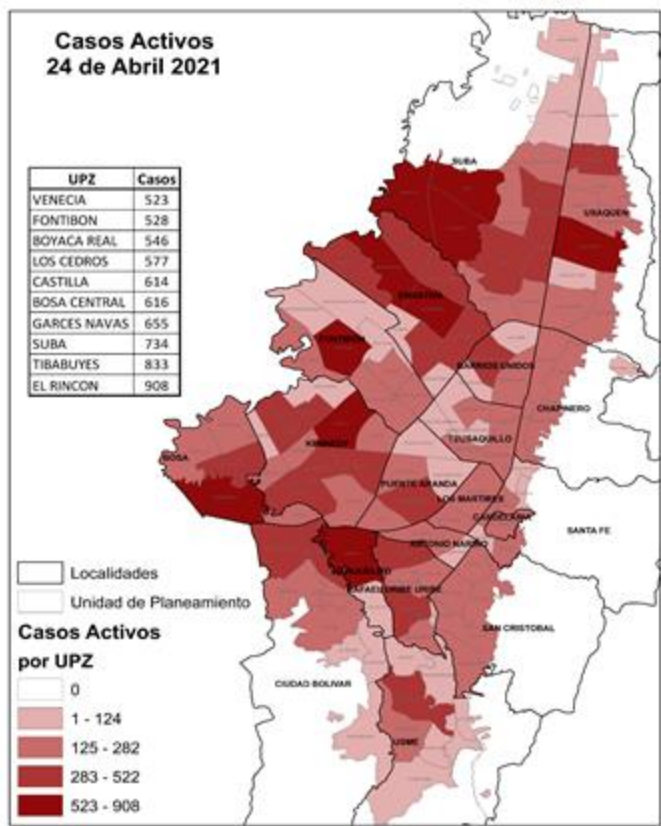 Casos Activos
24 de Abril 2021
UPZ Casos
VENECIA 523
FONTIBON 528
BOYACA REAL 546
LOS CEDROS 577
CASTILLA 614
BOSA CENTRAL 616
GARCES NAVAS 655
SUBA 734
TIBABUYES 833
EL RINCON 908
SUBA
USAQUEN
ENGATIVA
FONTIBON
BARRIOS UNIDOS
CHAPINERO
TEUSAQUILLO
KENNEDY
BOSA
PUENTE ARANDA
LOS MARTIRES
CANDELARIA
SANTA FE
ANTONIO NARIÑO
RAFAEL URIBE URIBE
SAN CRISTOBAL
CIUDAD BOLIVAR
USME
Localidades
Unidad de Planeamiento
Casos Activos
por UPZ
0
1 - 124
125 - 282
283 - 522
523 - 908